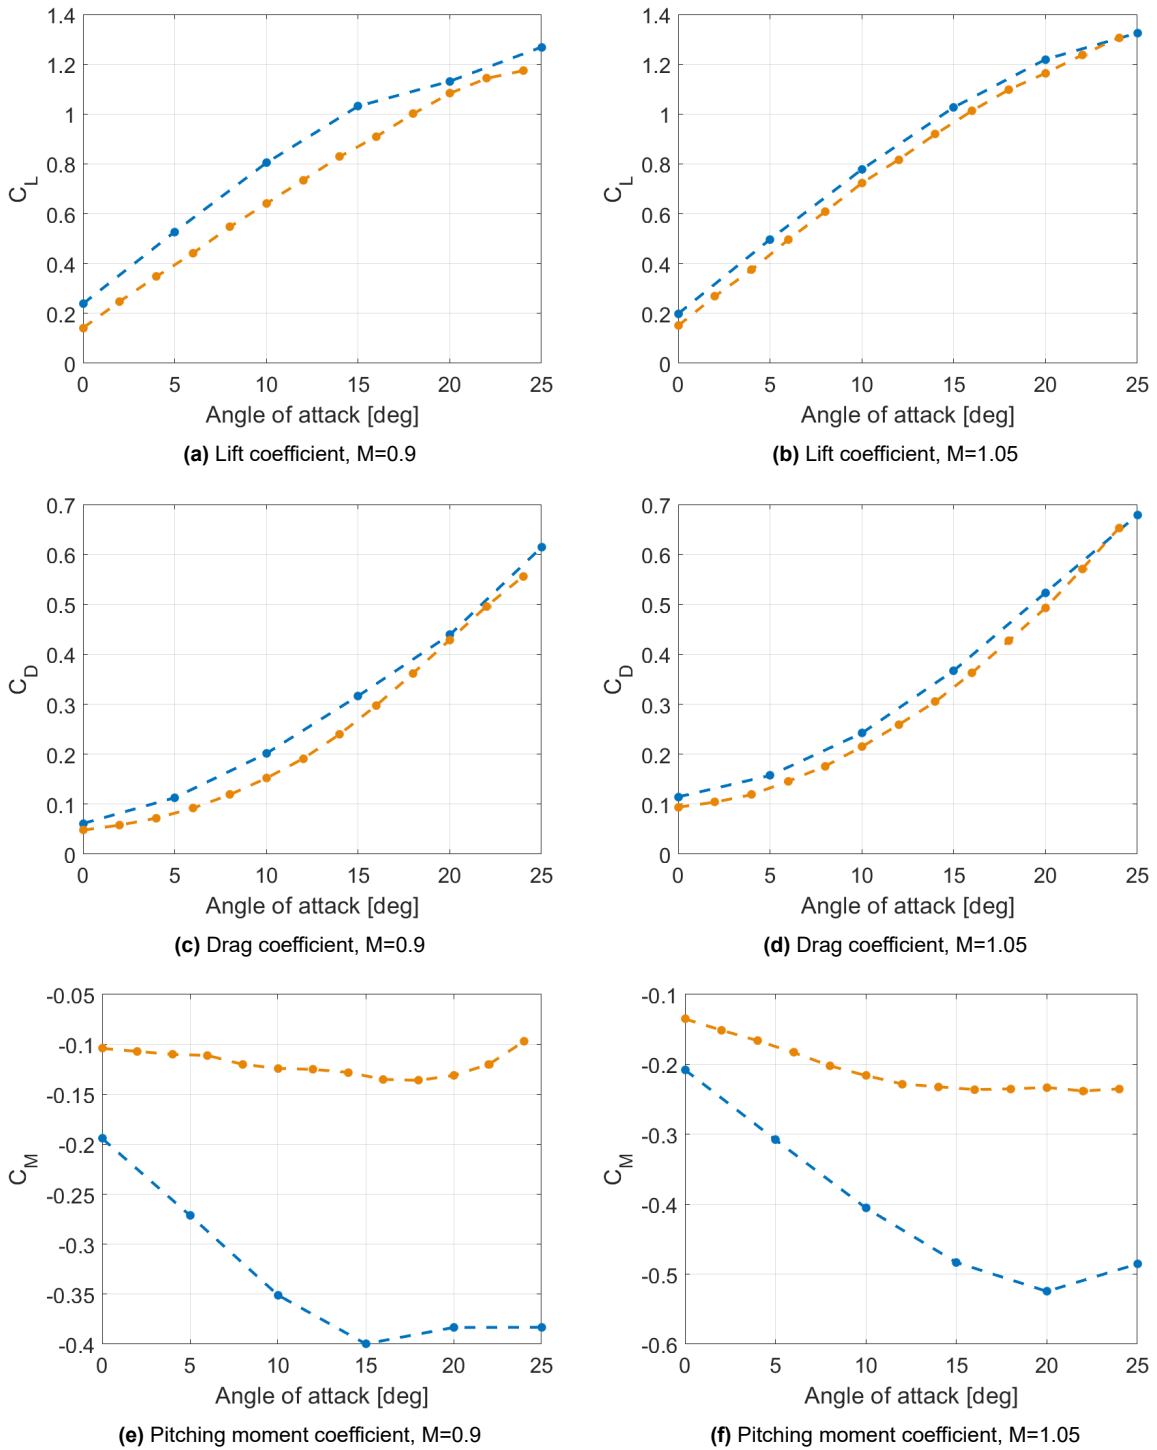 1.4
1.2
1
0.8
0.6
0.4
0.2
0
C_L
0 5 10 15 20 25
Angle of attack [deg]
(a) Lift coefficient, M=0.9
1.4
1.2
1
0.8
0.6
0.4
0.2
0
C_L
0 5 10 15 20 25
Angle of attack [deg]
(b) Lift coefficient, M=1.05
0.7
0.6
0.5
0.4
0.3
0.2
0.1
0
C_D
0 5 10 15 20 25
Angle of attack [deg]
(c) Drag coefficient, M=0.9
0.7
0.6
0.5
0.4
0.3
0.2
0.1
0
C_D
0 5 10 15 20 25
Angle of attack [deg]
(d) Drag coefficient, M=1.05
-0.05
-0.1
-0.15
-0.2
-0.25
-0.3
-0.35
-0.4
C_M
0 5 10 15 20 25
Angle of attack [deg]
(e) Pitching moment coefficient, M=0.9
-0.1
-0.2
-0.3
-0.4
-0.5
-0.6
C_M
0 5 10 15 20 25
Angle of attack [deg]
(f) Pitching moment coefficient, M=1.05